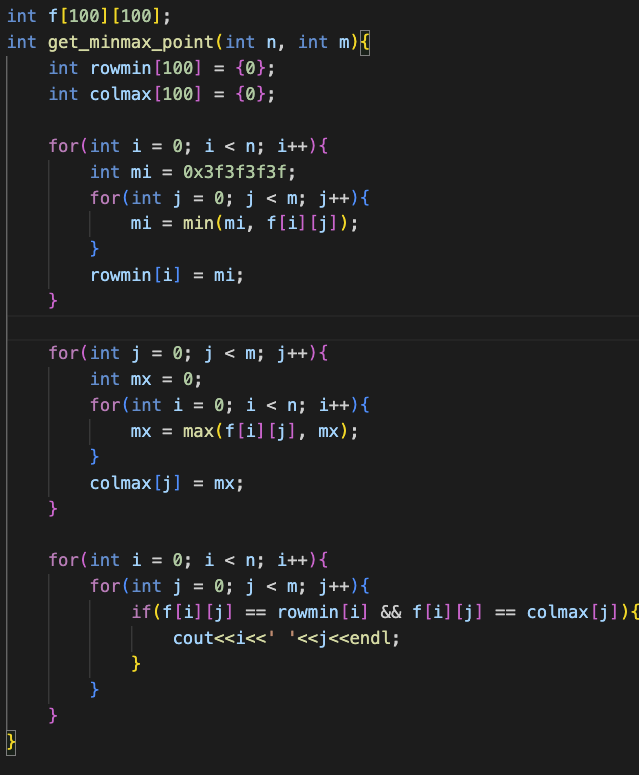 int f[100][100];
int get_minmax_point(int n, int m){
    int rowmin[100] = {0};
    int colmax[100] = {0};

    for(int i = 0; i < n; i++){
        int mi = 0x3f3f3f3f;
        for(int j = 0; j < m; j++){
            mi = min(mi, f[i][j]);
        }
        rowmin[i] = mi;
    }

    for(int j = 0; j < m; j++){
        int mx = 0;
        for(int i = 0; i < n; i++){
            mx = max(f[i][j], mx);
        }
        colmax[j] = mx;
    }

    for(int i = 0; i < n; i++){
        for(int j = 0; j < m; j++){
            if(f[i][j] == rowmin[i] && f[i][j] == colmax[j]){
                cout<<i<<' '<<j<<endl;
            }
        }
    }
}